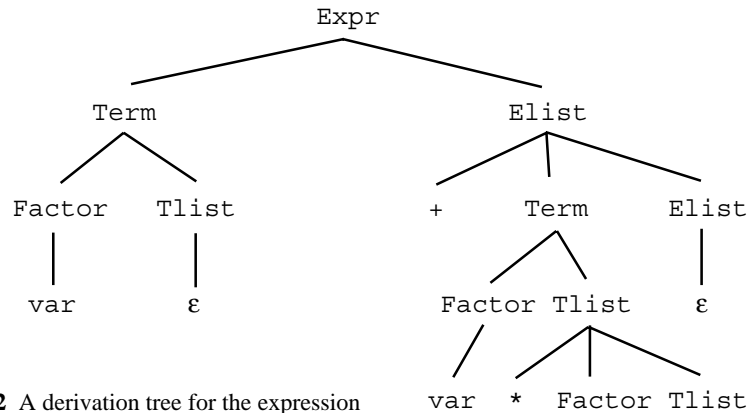 Expr
Term Elist
Factor Tlist + Term Elist
var ε Factor Tlist ε
2 A derivation tree for the expression var * Factor Tlist